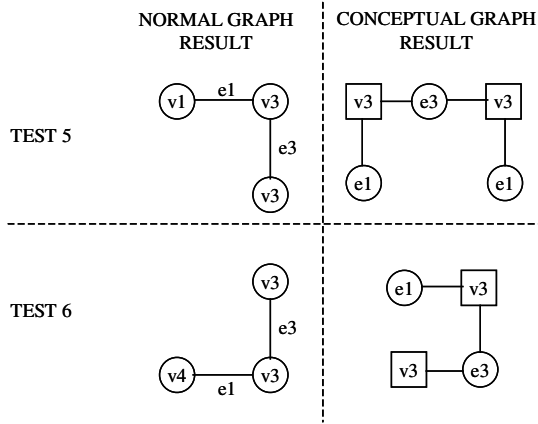 NORMAL GRAPH
RESULT
CONCEPTUAL GRAPH
RESULT
TEST 5
v1 e1 v3
e3
v3
v3 e3 v3
e1 e1
TEST 6
v3
e3
v4 e1 v3
e1 v3
v3 e3